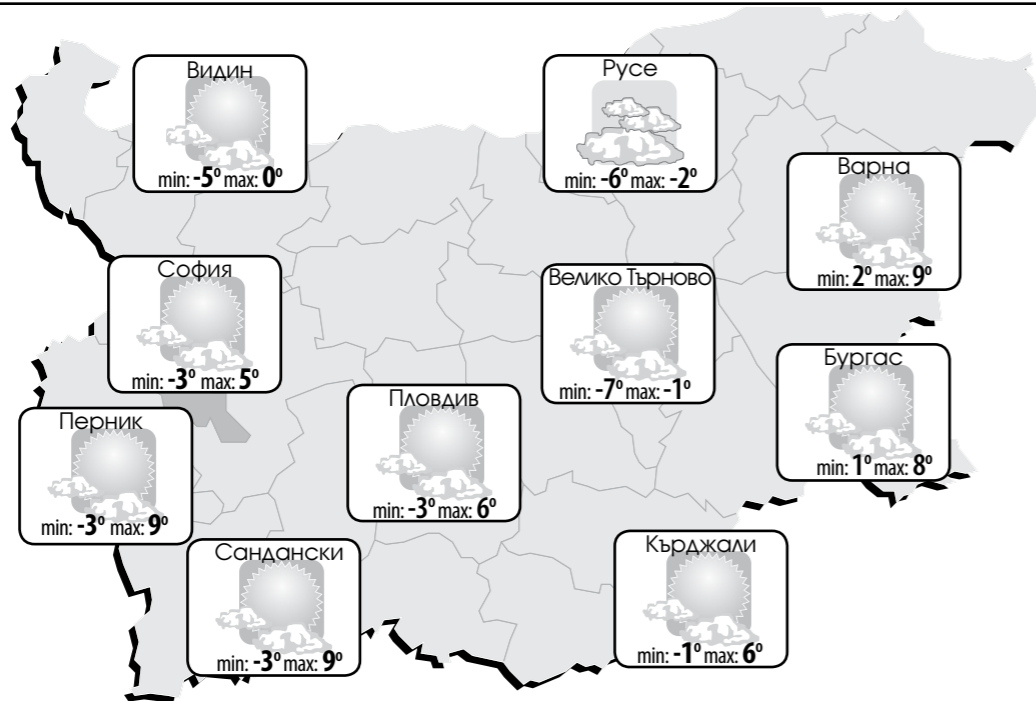 Видин
min: -5° max: 0°
Русе
min: -6° max: -2°
Варна
min: 2° max: 9°
София
min: -3° max: 5°
Велико Търново
min: -7° max: -1°
Бургас
min: 1° max: 8°
Пловдив
min: -3° max: 6°
Перник
min: -3° max: 9°
Сандански
min: -3° max: 9°
Кърджали
min: -1° max: 6°